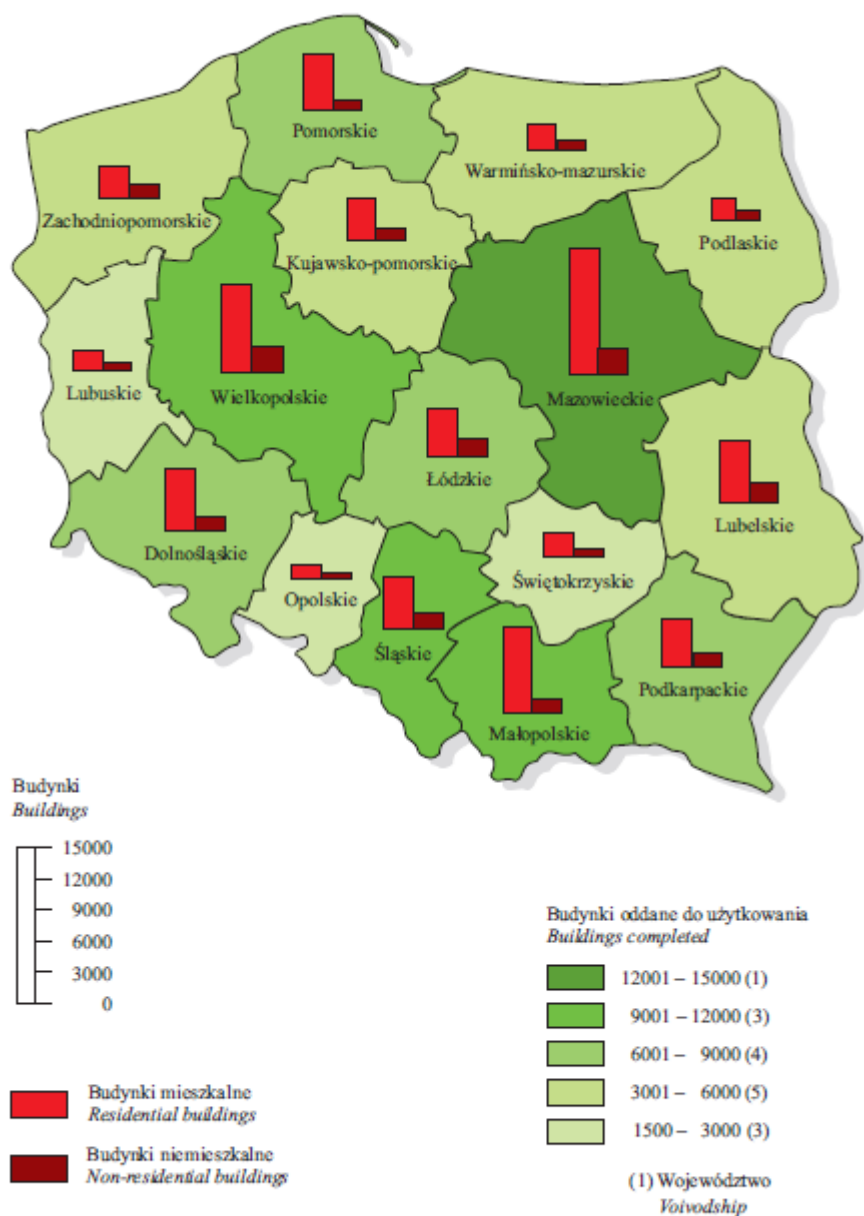 Pomorskie
Warmińsko-mazurskie
Zachodniopomorskie
Podlaskie
Kujawsko-pomorskie
Lubuskie
Wielkopolskie
Mazowieckie
Łódzkie
Lubelskie
Dolnośląskie
Opolskie
Świętokrzyskie
Śląskie
Podkarpackie
Małopolskie
Budynki
Buildings
15000
12000
9000
6000
3000
0
Budynki mieszkalne
Residential buildings
Budynki niemieszkalne
Non-residential buildings
Budynki oddane do użytkowania
Buildings completed
12001 – 15000 (1)
9001 – 12000 (3)
6001 – 9000 (4)
3001 – 6000 (5)
1500 – 3000 (3)
(1) Województwo
Voivodship